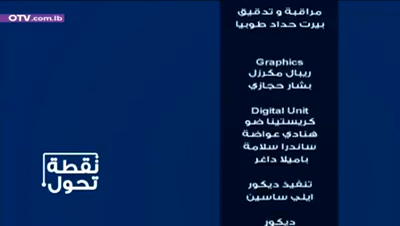 OTV.com.lb
مراقبة و تدقيق
بيرت حداد طوبيا
Graphics
ريبال مكرزل
بشار حجازي
Digital Unit
كريستينا ضو
هنادي عواضة
ساندرا سلامة
باميلا داغر
تنفيذ ديكور
ايلي ساسين
ديكور
نقطة
تحول